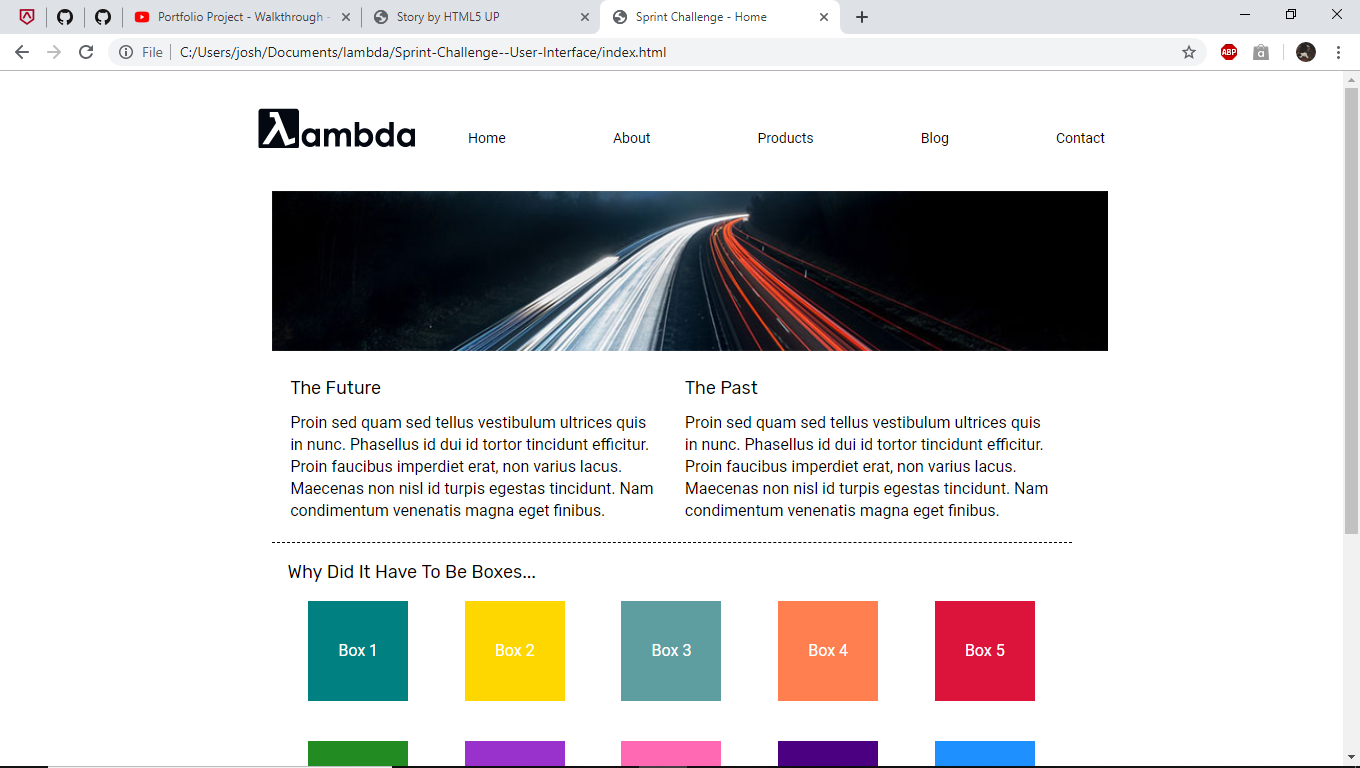 Portfolio Project - Walkthrough -
Story by HTML5 UP
Sprint Challenge - Home
File
C:/Users/josh/Documents/lambda/Sprint-Challenge--User-Interface/index.html
ABP
a
λambda
Home
About
Products
Blog
Contact
The Future
Proin sed quam sed tellus vestibulum ultrices quis
in nunc. Phasellus id dui id tortor tincidunt efficitur.
Proin faucibus imperdiet erat, non varius lacus.
Maecenas non nisl id turpis egestas tincidunt. Nam
condimentum venenatis magna eget finibus.
The Past
Proin sed quam sed tellus vestibulum ultrices quis
in nunc. Phasellus id dui id tortor tincidunt efficitur.
Proin faucibus imperdiet erat, non varius lacus.
Maecenas non nisl id turpis egestas tincidunt. Nam
condimentum venenatis magna eget finibus.
Why Did It Have To Be Boxes...
Box 1
Box 2
Box 3
Box 4
Box 5